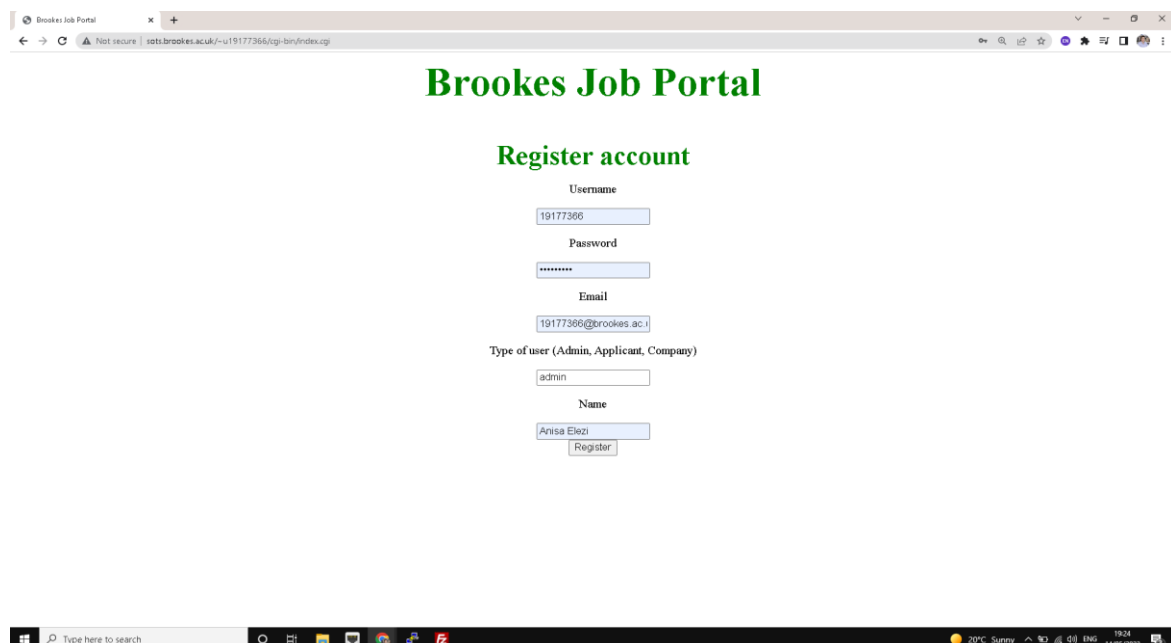 Brookes Job Portal
Not secure | sots.brookes.ac.uk/~u19177366/cgi-bin/index.cgi
Brookes Job Portal
Register account
Username
19177366
Password
•••••••••
Email
19177366@brookes.ac.u
Type of user (Admin, Applicant, Company)
admin
Name
Anisa Elezi
Register
Type here to search
20°C Sunny ENG 19:24